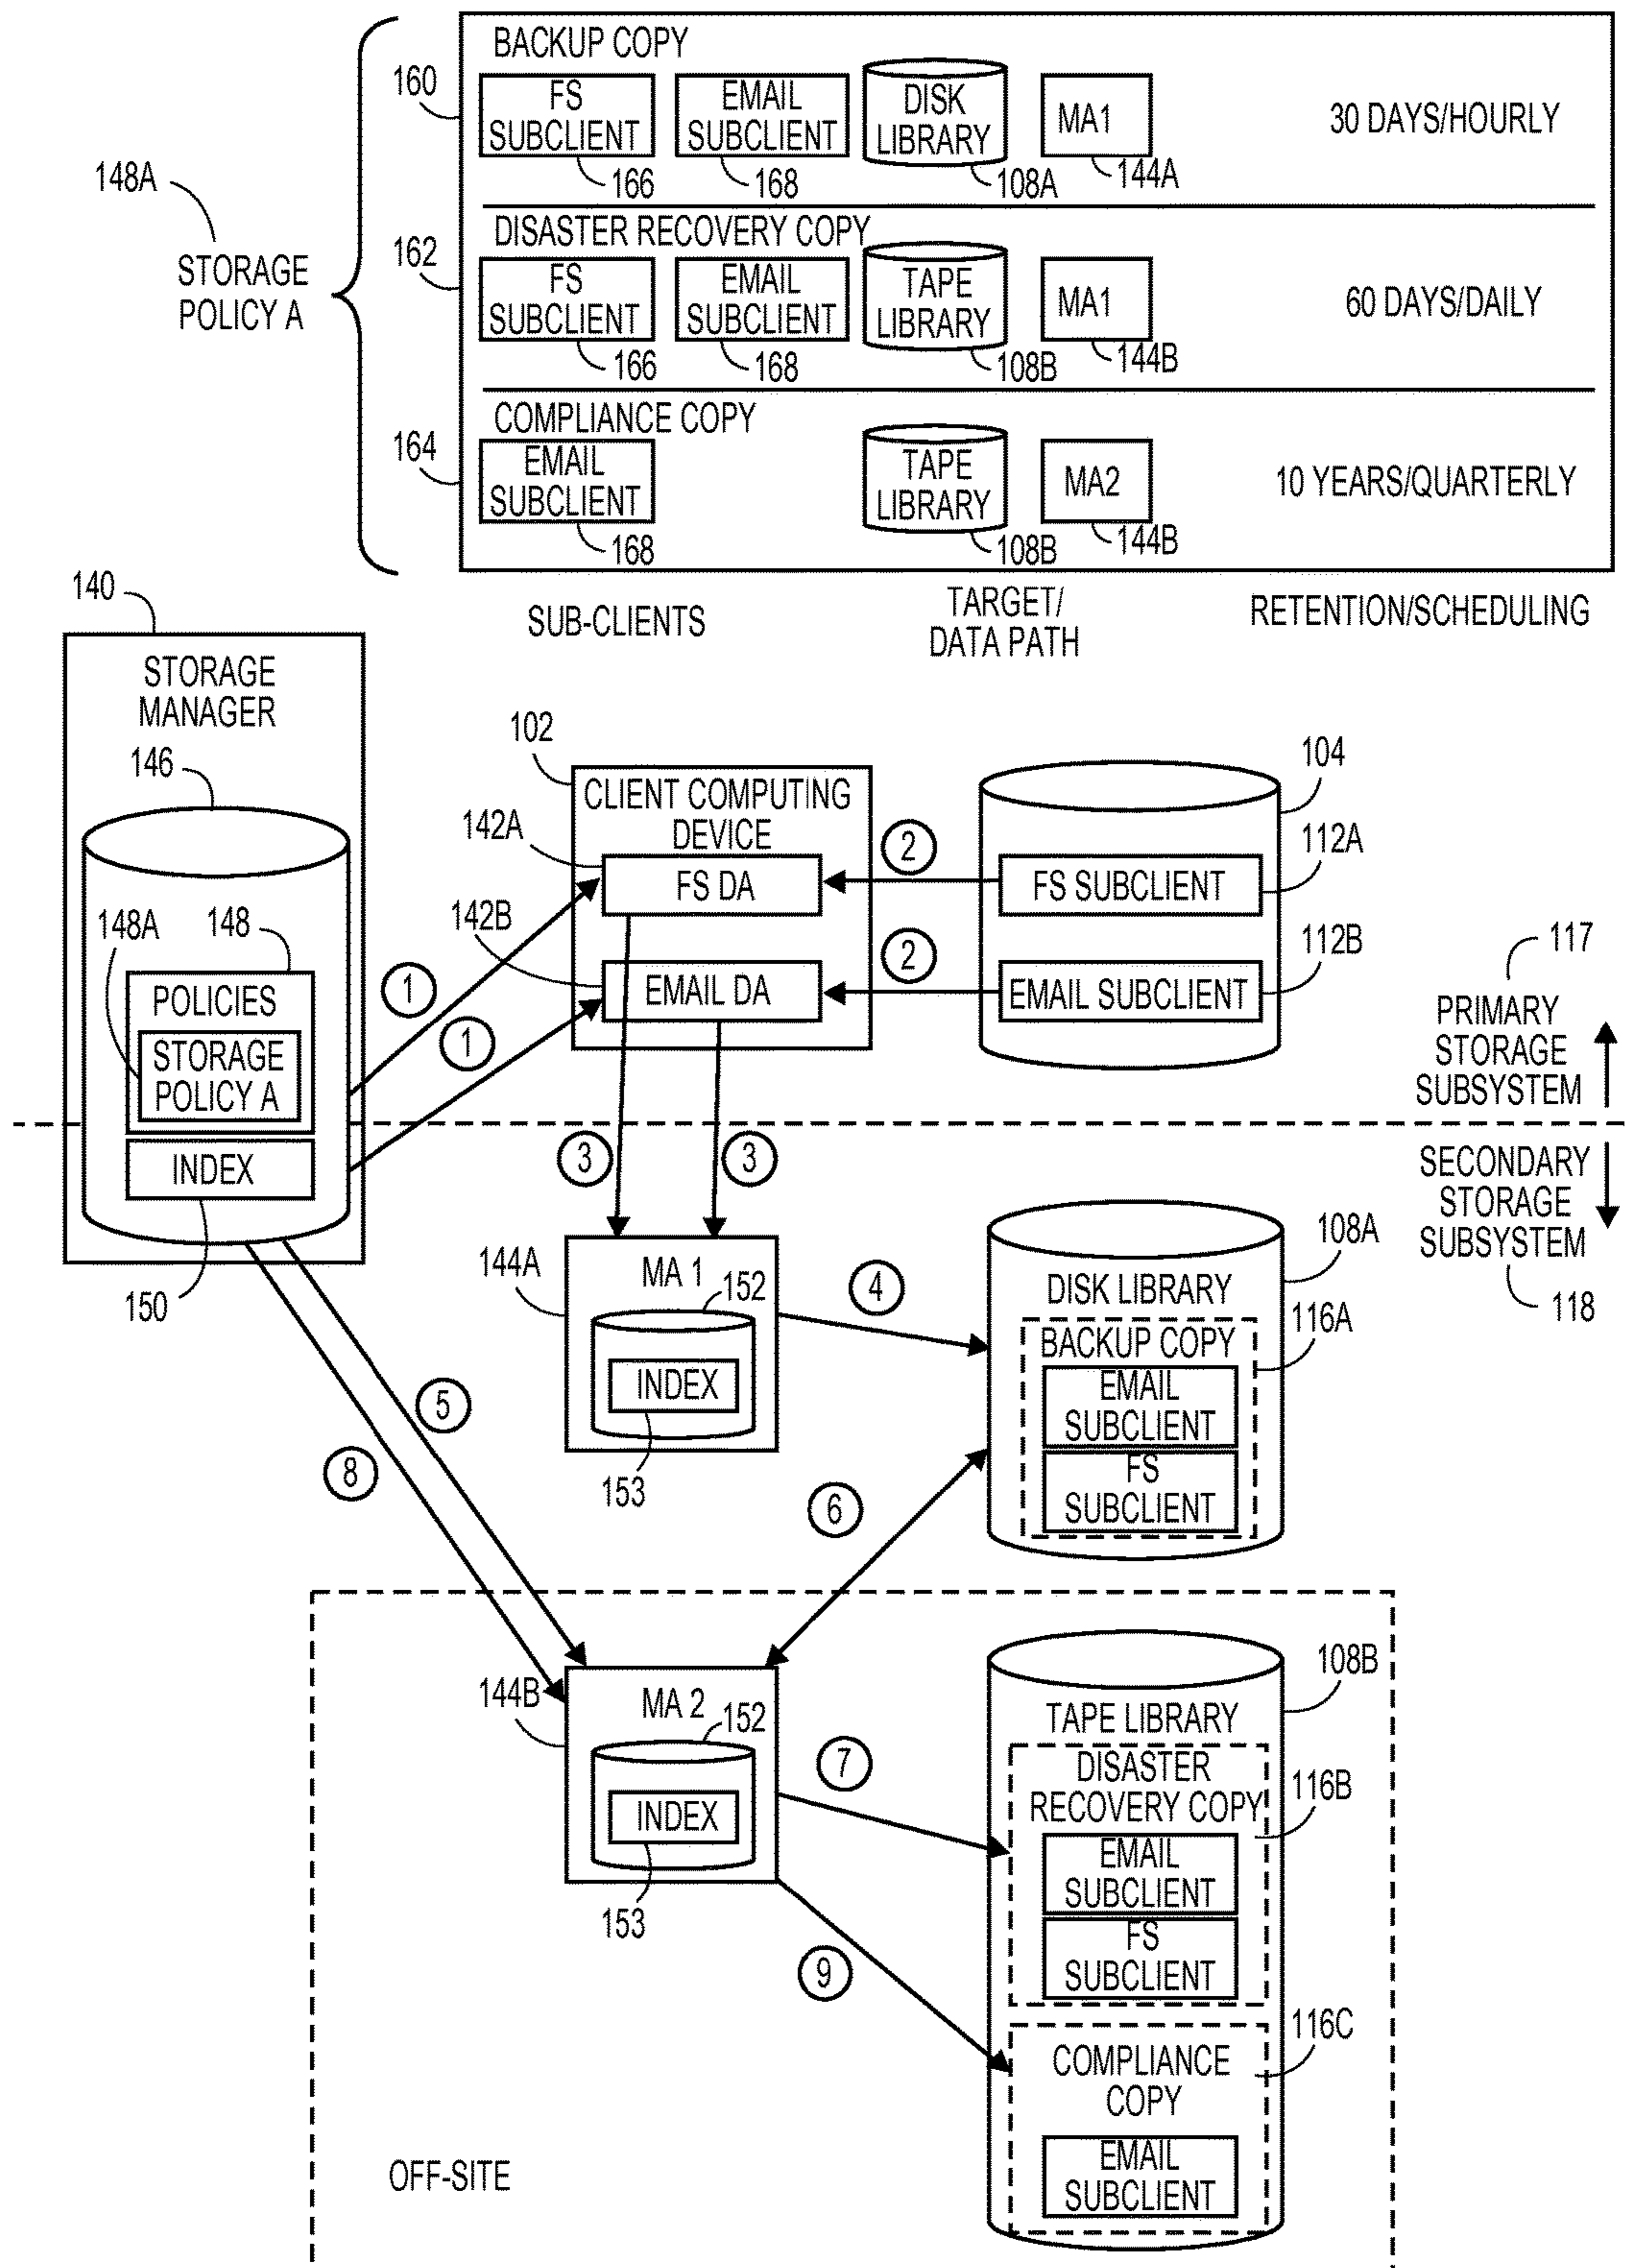 BACKUP COPY
160
FS
SUBCLIENT
166
EMAIL
SUBCLIENT
168
DISK
LIBRARY
108A
MA1
144A
30 DAYS/HOURLY
148A
STORAGE
POLICY A
DISASTER RECOVERY COPY
162
FS
SUBCLIENT
166
EMAIL
SUBCLIENT
168
TAPE
LIBRARY
108B
MA1
144B
60 DAYS/DAILY
COMPLIANCE COPY
164
EMAIL
SUBCLIENT
168
TAPE
LIBRARY
108B
MA2
144B
10 YEARS/QUARTERLY
SUB-CLIENTS
TARGET/
DATA PATH
RETENTION/SCHEDULING
140
STORAGE
MANAGER
146
148A
148
POLICIES
STORAGE
POLICY A
INDEX
150
102
CLIENT COMPUTING
DEVICE
142A
FS DA
142B
EMAIL DA
1
1
2
2
104
112A
FS SUBCLIENT
112B
EMAIL SUBCLIENT
117
PRIMARY
STORAGE
SUBSYSTEM
SECONDARY
STORAGE
SUBSYSTEM
118
3
3
144A
MA 1
152
INDEX
153
4
108A
DISK LIBRARY
116A
BACKUP COPY
EMAIL
SUBCLIENT
FS
SUBCLIENT
5
8
6
144B
MA 2
152
INDEX
153
7
9
108B
TAPE LIBRARY
DISASTER
RECOVERY COPY
116B
EMAIL
SUBCLIENT
FS
SUBCLIENT
116C
COMPLIANCE
COPY
EMAIL
SUBCLIENT
OFF-SITE